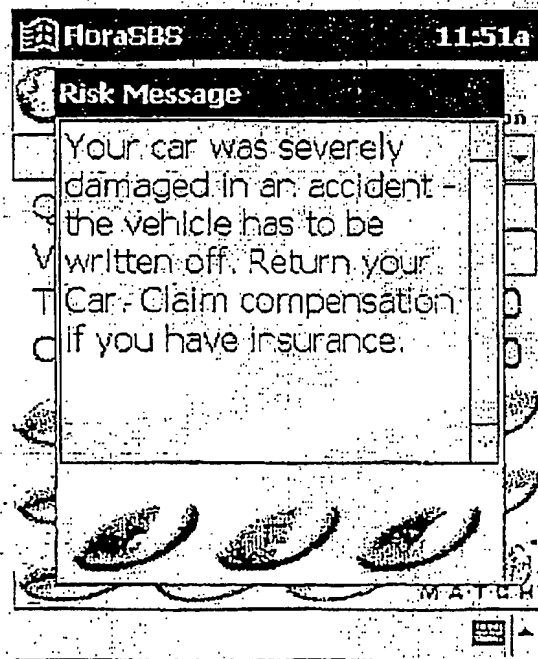 FloraSBS 11:51a
Risk Message
Your car was severely
damaged in an accident -
the vehicle has to be
written off. Return your
Car - Claim compensation
if you have insurance.
MATCH